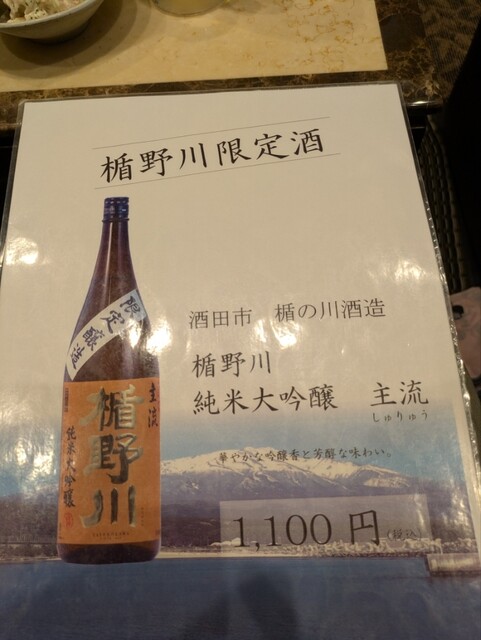 楯野川限定酒
酒田市 楯の川酒造
楯野川
純米大吟醸 主流
しゅりゅう
華やかな吟醸香と芳醇な味わい。
1,100円(税込)
限定醸造
主流
楯野川
純米大吟醸